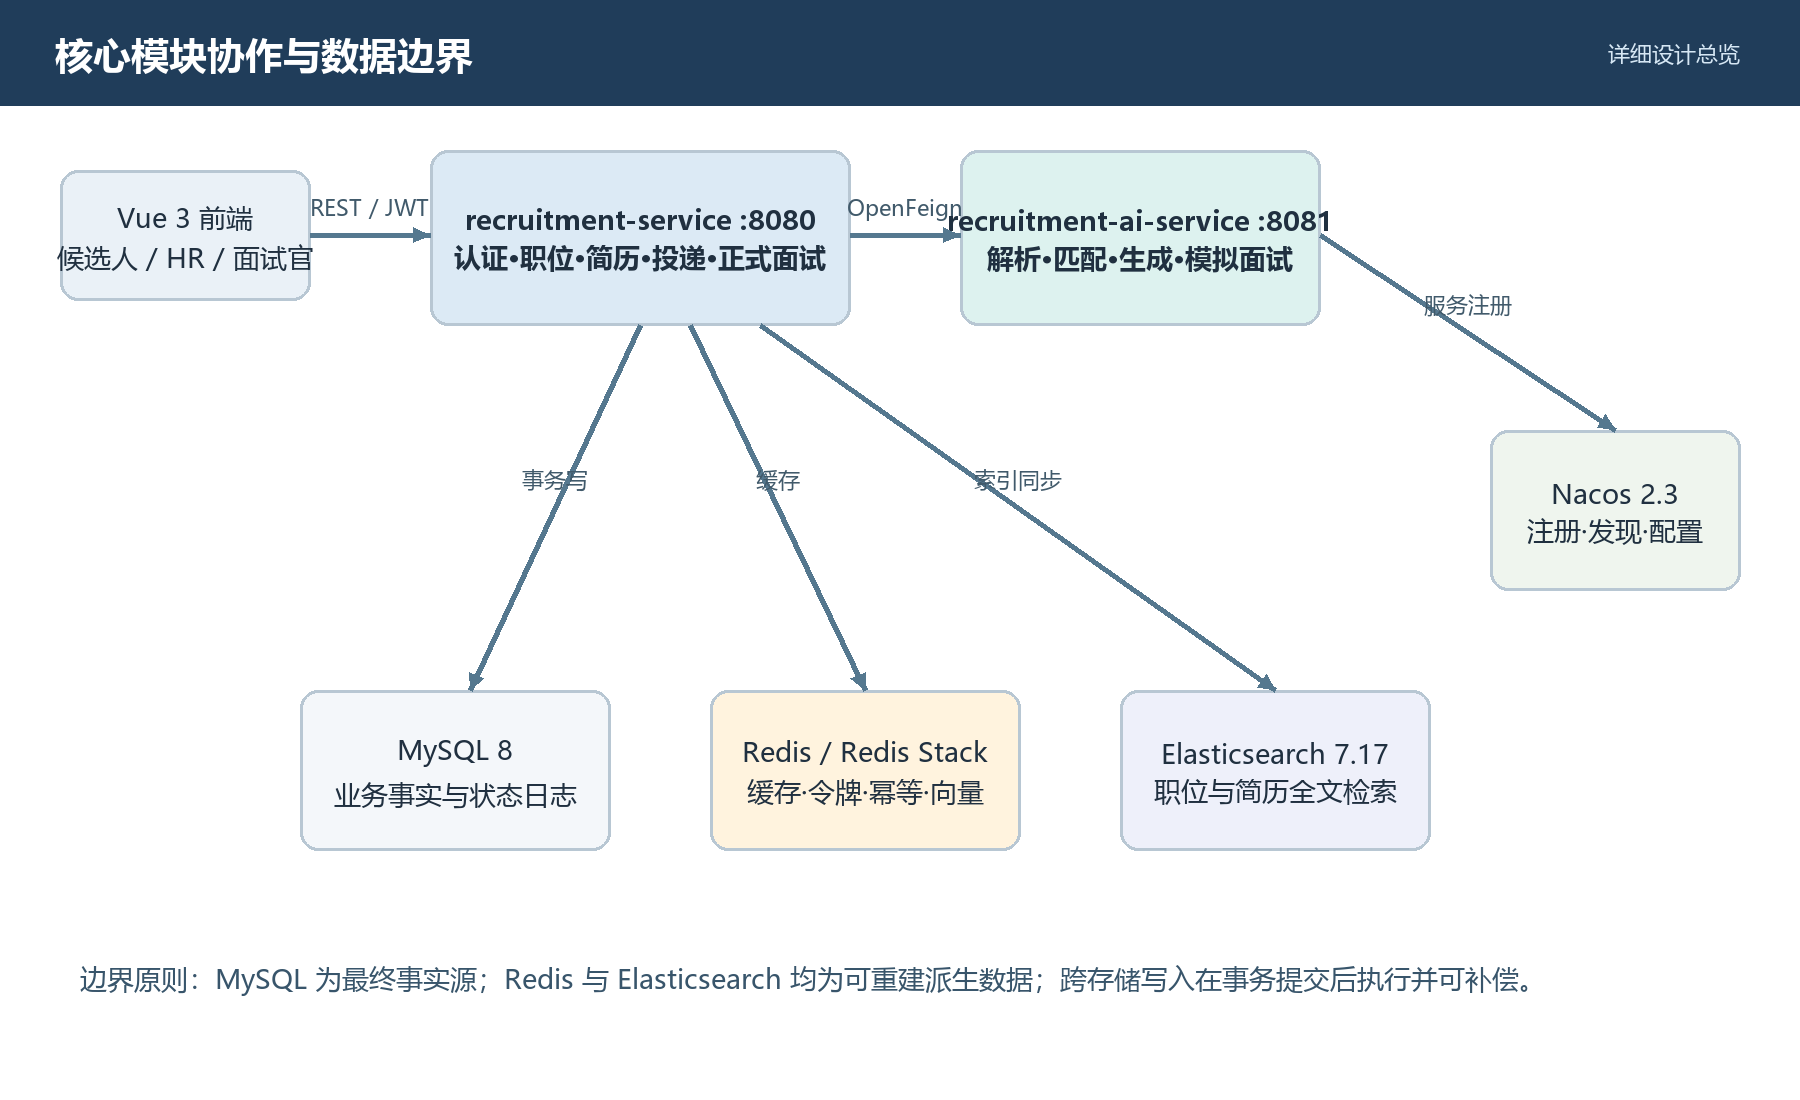 核心模块协作与数据边界
详细设计总览
Vue 3 前端
候选人 / HR / 面试官
REST / JWT
recruitment-service :8080
认证•职位•简历•投递•正式面试
OpenFeign
recruitment-ai-service :8081
解析•匹配•生成•模拟面试
服务注册
事务写
缓存
索引同步
Nacos 2.3
注册·发现·配置
MySQL 8
业务事实与状态日志
Redis / Redis Stack
缓存·令牌·幂等·向量
Elasticsearch 7.17
职位与简历全文检索
边界原则：MySQL 为最终事实源；Redis 与 Elasticsearch 均为可重建派生数据；跨存储写入在事务提交后执行并可补偿。